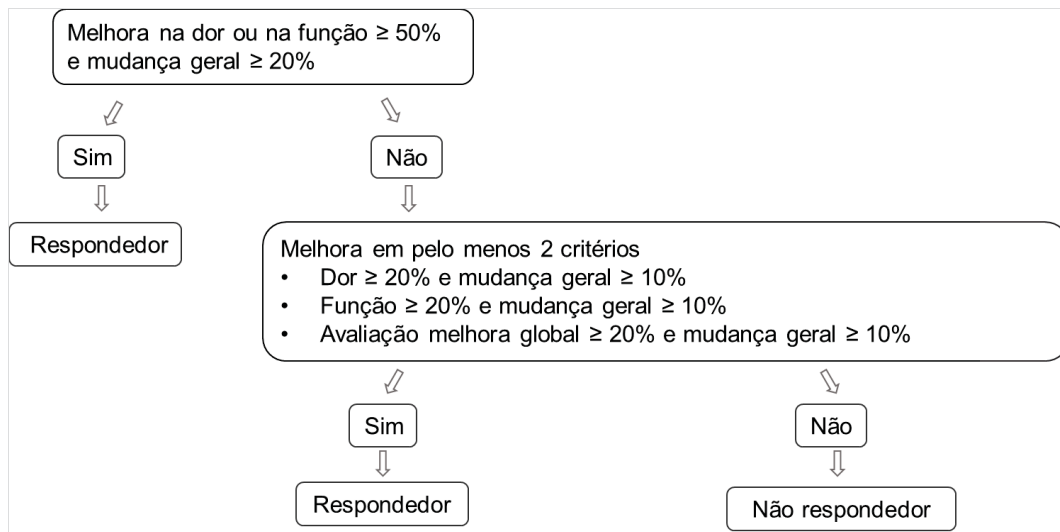 Melhora na dor ou na função ≥ 50%
e mudança geral ≥ 20%
Sim
Não
Respondedor
Melhora em pelo menos 2 critérios
• Dor ≥ 20% e mudança geral ≥ 10%
• Função ≥ 20% e mudança geral ≥ 10%
• Avaliação melhora global ≥ 20% e mudança geral ≥ 10%
Sim
Não
Respondedor
Não respondedor